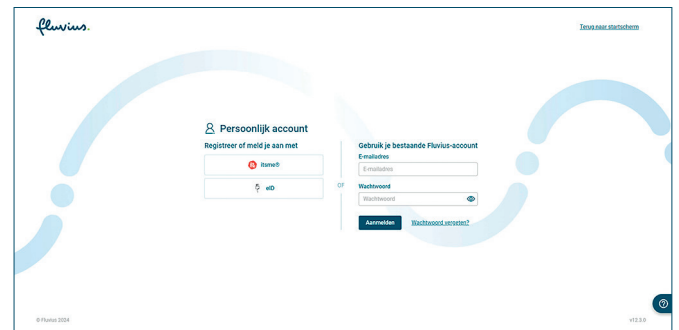 fluvius.
Terug naar startscherm
Persoonlijk account
Registreer of meld je aan met
itsme®
eID
OF
Gebruik je bestaande Fluvius-account
E-mailadres
E-mailadres
Wachtwoord
Wachtwoord
Aanmelden
Wachtwoord vergeten?
© Fluvius 2024
v12.3.0